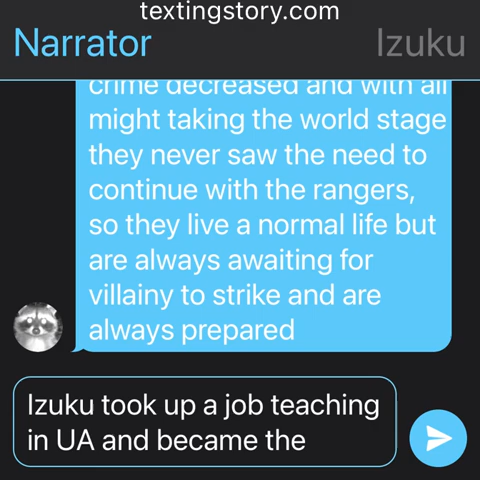 textingstory.com
Narrator
Izuku
crime decreased and with all
might taking the world stage
they never saw the need to
continue with the rangers,
so they live a normal life but
are always awaiting for
villainy to strike and are
always prepared
Izuku took up a job teaching
in UA and became the